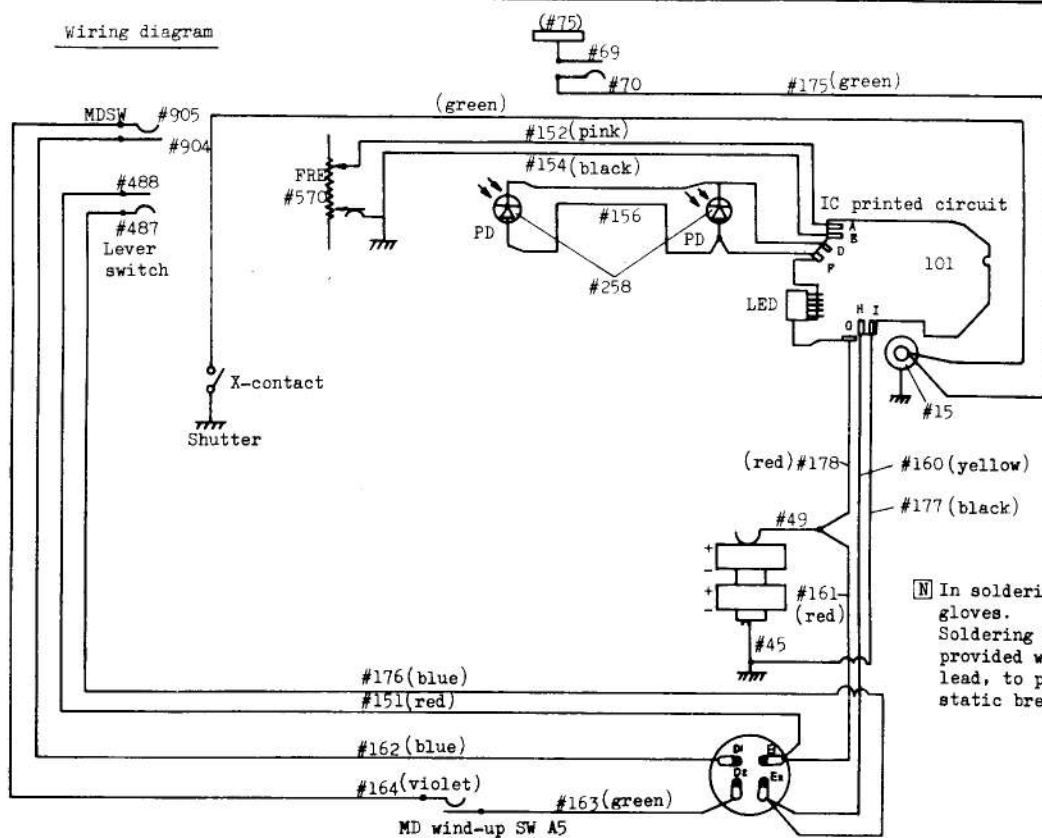 Wiring diagram
(#75)
#69
#70
#175(green)
(green)
MDSW
#905
#904
#152(pink)
#154(black)
FRE
#570
#488
#487
Lever
switch
#156
PD
PD
#258
IC printed circuit
A
B
D
F
101
LED
G
H I
X-contact
Shutter
#15
(red)#178
#160(yellow)
#177(black)
#49
+
-
+
-
#161
(red)
#45
N In solderi
gloves.
Soldering
provided w
lead, to p
static bre
#176(blue)
#151(red)
#162(blue)
#164(violet)
#163(green)
MD wind-up SW A5
D1
D2
E2